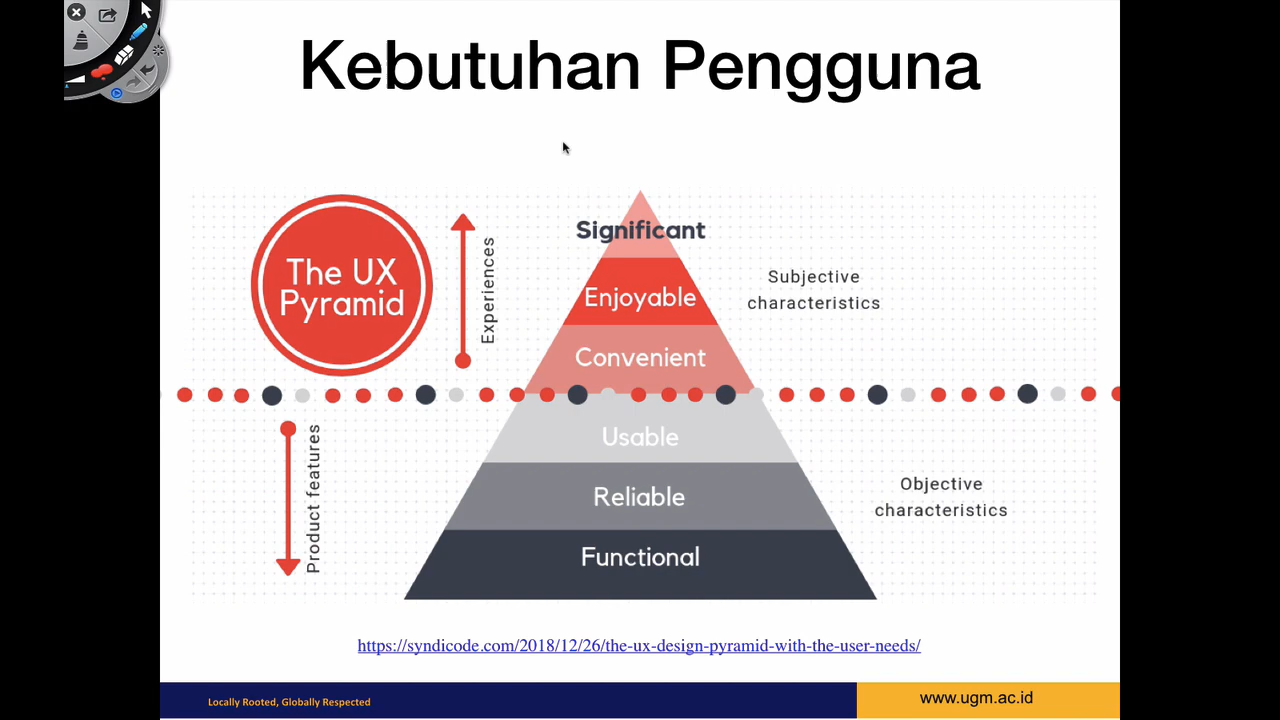 Kebutuhan Pengguna
The UX
Pyramid
Experiences
Significant
Enjoyable
Convenient
Subjective
characteristics
Product features
Usable
Reliable
Functional
Objective
characteristics
https://syndicode.com/2018/12/26/the-ux-design-pyramid-with-the-user-needs/
Locally Rooted, Globally Respected
www.ugm.ac.id